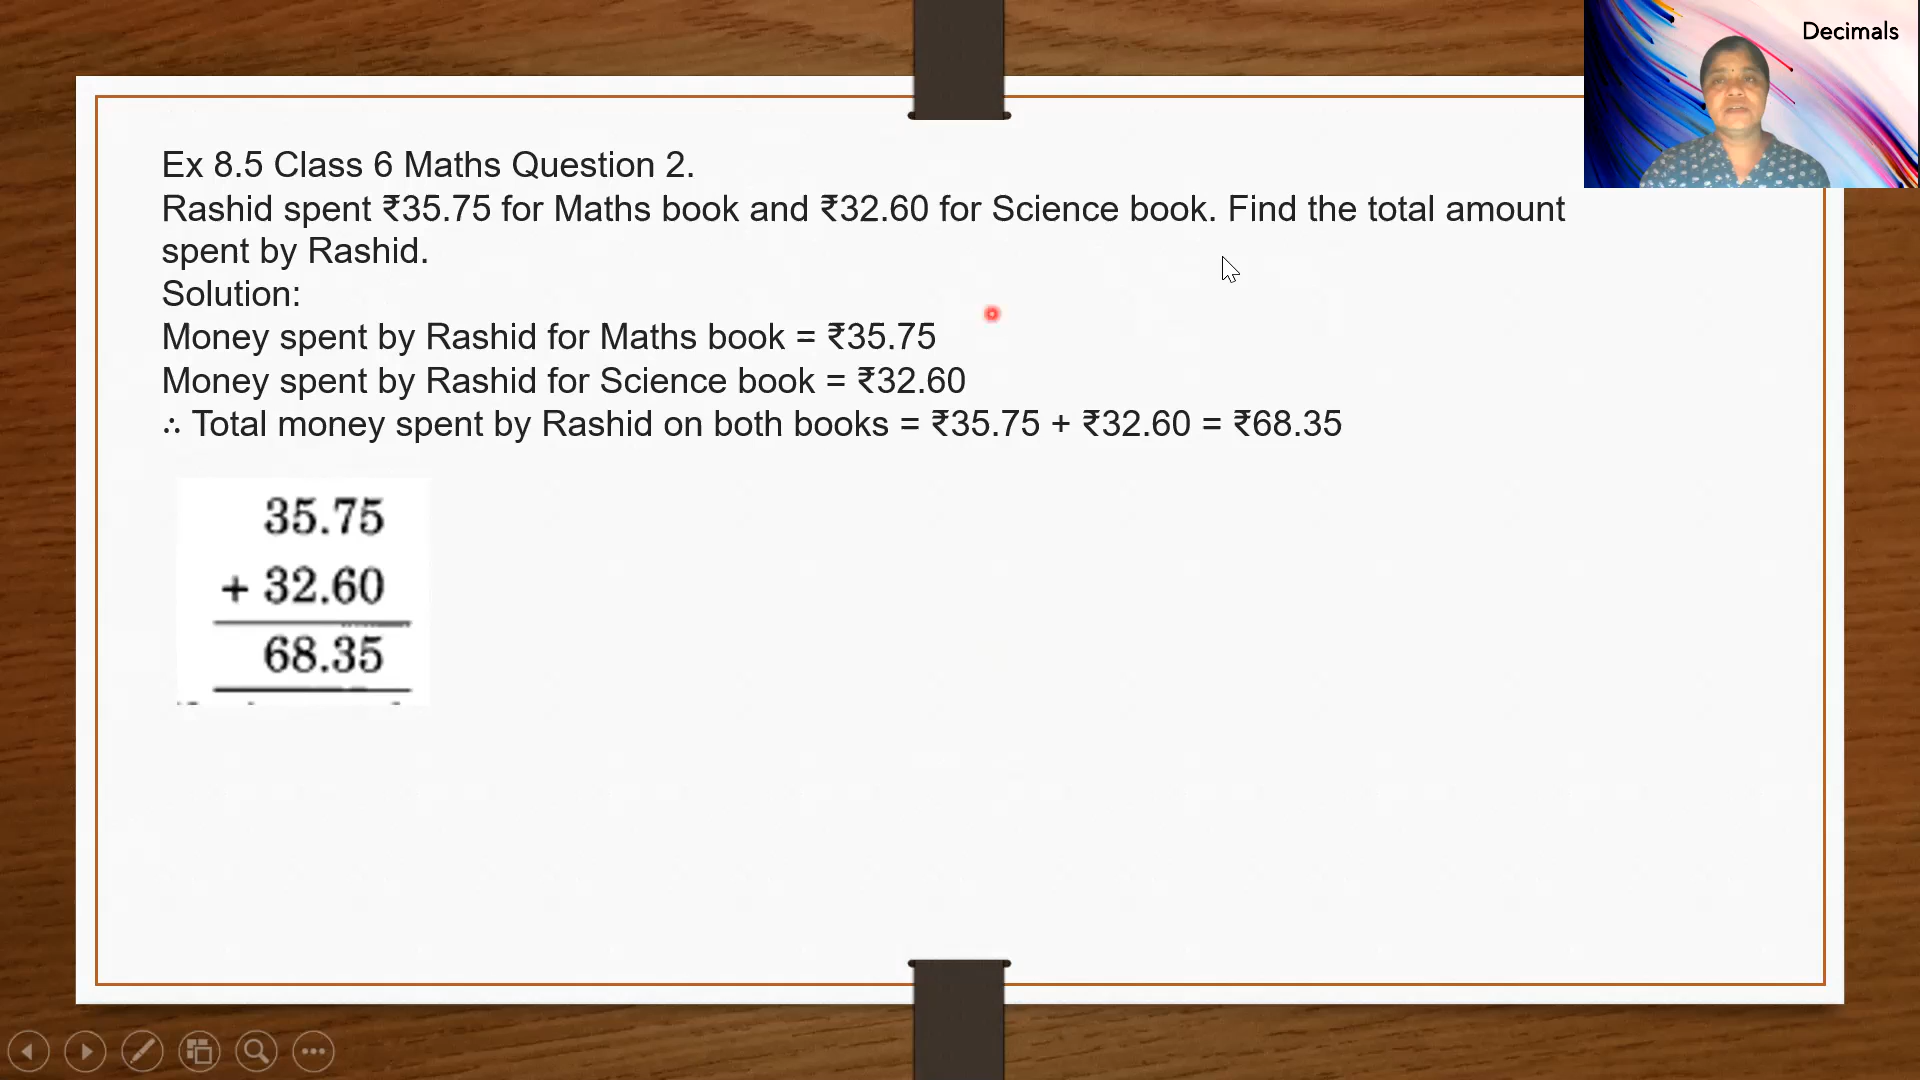 Decimals
Ex 8.5 Class 6 Maths Question 2.
Rashid spent ₹35.75 for Maths book and ₹32.60 for Science book. Find the total amount
spent by Rashid.
Solution:
Money spent by Rashid for Maths book = ₹35.75
Money spent by Rashid for Science book = ₹32.60
∴ Total money spent by Rashid on both books = ₹35.75 + ₹32.60 = ₹68.35
35.75
+ 32.60
68.35